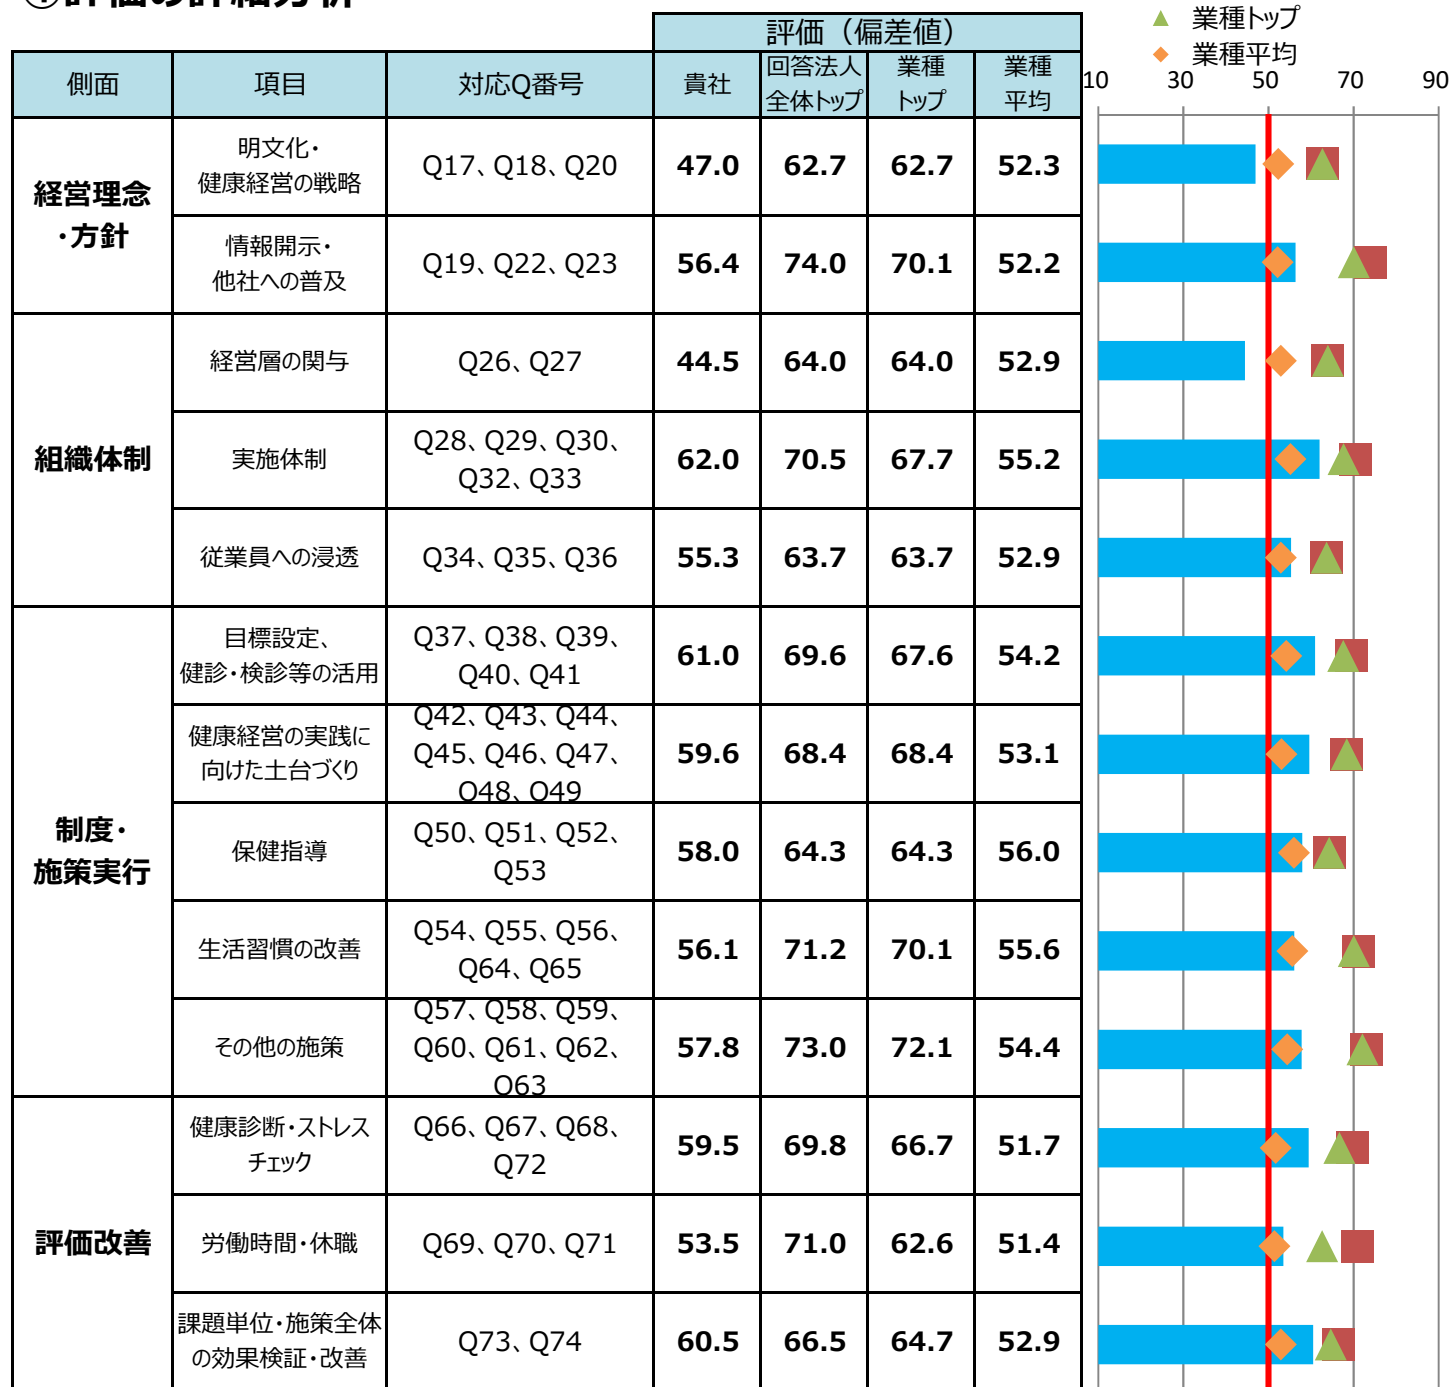 ①評価の詳細分析
業種トップ
業種平均
評価（偏差値）
側面 項目 対応Q番号 貴社 回答法人全体トップ 業種トップ 業種平均
10 30 50 70 90
経営理念・方針
明文化・
健康経営の戦略
Q17、Q18、Q20
47.0 62.7 62.7 52.3
情報開示・
他社への普及
Q19、Q22、Q23
56.4 74.0 70.1 52.2
組織体制
経営層の関与
Q26、Q27
44.5 64.0 64.0 52.9
実施体制
Q28、Q29、Q30、
Q32、Q33
62.0 70.5 67.7 55.2
従業員への浸透
Q34、Q35、Q36
55.3 63.7 63.7 52.9
制度・
施策実行
目標設定、
健診・検診等の活用
Q37、Q38、Q39、
Q40、Q41
61.0 69.6 67.6 54.2
健康経営の実践に
向けた土台づくり
Q42、Q43、Q44、
Q45、Q46、Q47、
Q48、Q49
59.6 68.4 68.4 53.1
保健指導
Q50、Q51、Q52、
Q53
58.0 64.3 64.3 56.0
生活習慣の改善
Q54、Q55、Q56、
Q64、Q65
56.1 71.2 70.1 55.6
その他の施策
Q57、Q58、Q59、
Q60、Q61、Q62、
Q63
57.8 73.0 72.1 54.4
評価改善
健康診断・ストレス
チェック
Q66、Q67、Q68、
Q72
59.5 69.8 66.7 51.7
労働時間・休職
Q69、Q70、Q71
53.5 71.0 62.6 51.4
課題単位・施策全体
の効果検証・改善
Q73、Q74
60.5 66.5 64.7 52.9